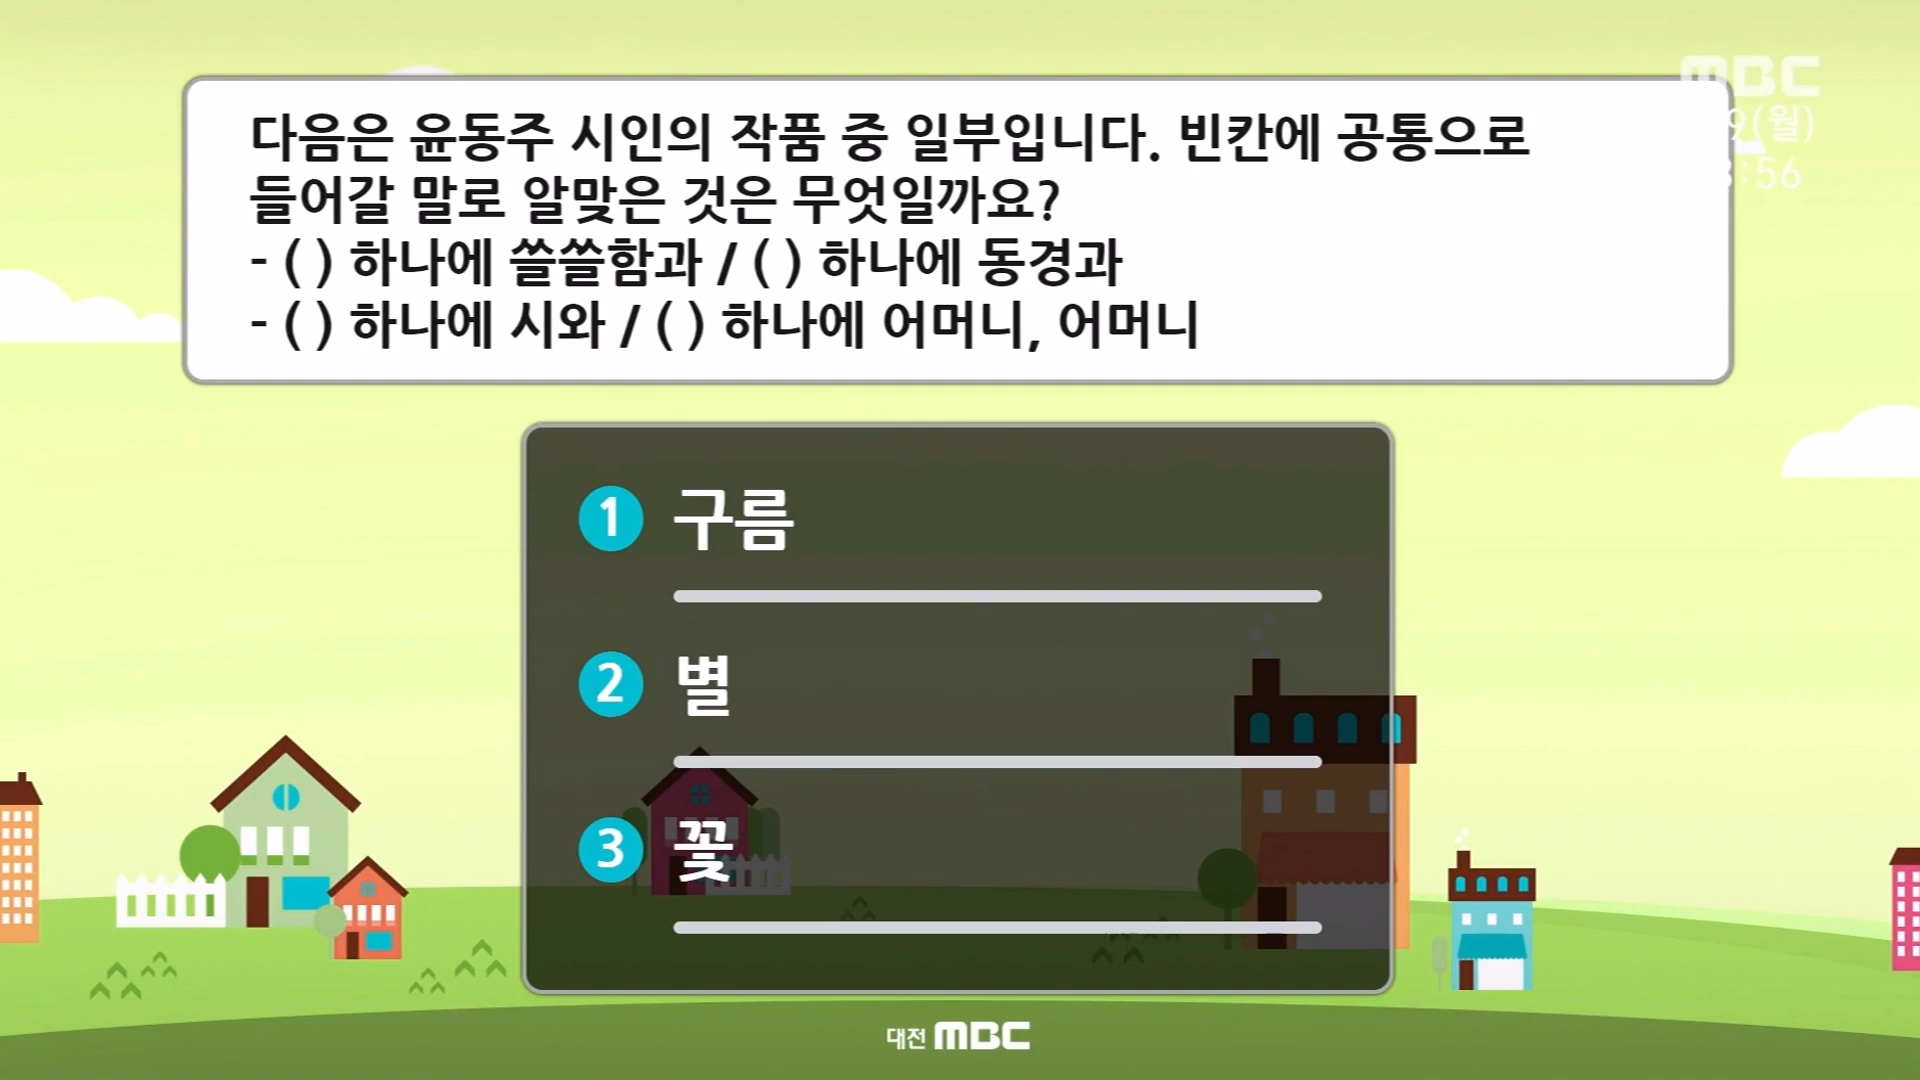 다음은 윤동주 시인의 작품 중 일부입니다. 빈칸에 공통으로
들어갈 말로 알맞은 것은 무엇일까요?
- ( ) 하나에 쓸쓸함과 / ( ) 하나에 동경과
- ( ) 하나에 시와 / ( ) 하나에 어머니, 어머니
MBC
9(월)
:56
1 구름
2 별
3 꽃
대전 MBC